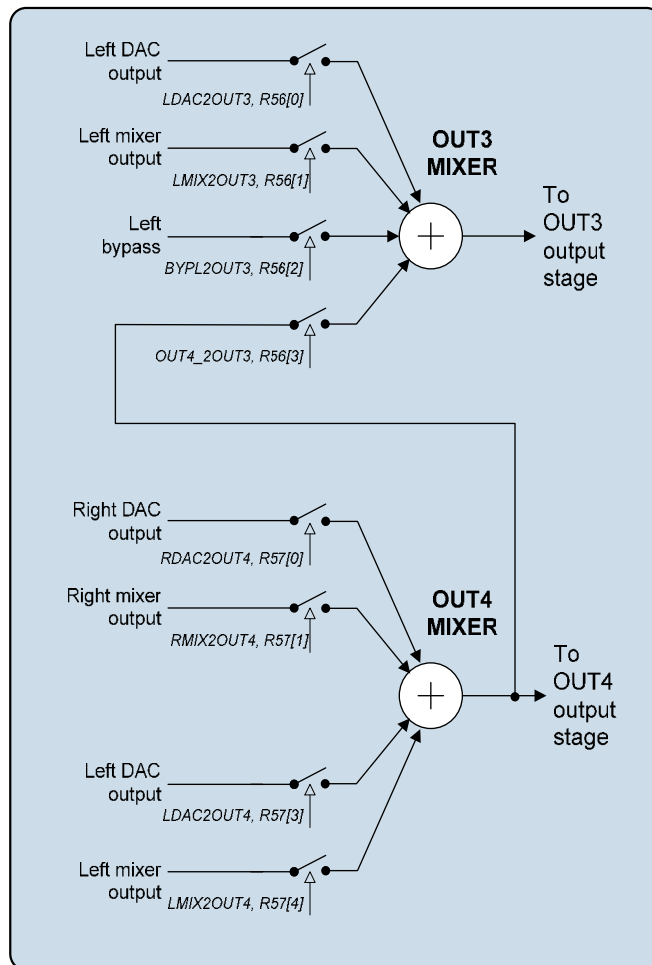 Left DAC
output
LDAC2OUT3, R56[0]
Left mixer
output
LMIX2OUT3, R56[1]
OUT3
MIXER
Left
bypass
BYPL2OUT3, R56[2]
To
OUT3
output
stage
OUT4_2OUT3, R56[3]
Right DAC
output
RDAC2OUT4, R57[0]
Right mixer
output
RMIX2OUT4, R57[1]
OUT4
MIXER
To
OUT4
output
stage
Left DAC
output
LDAC2OUT4, R57[3]
Left mixer
output
LMIX2OUT4, R57[4]